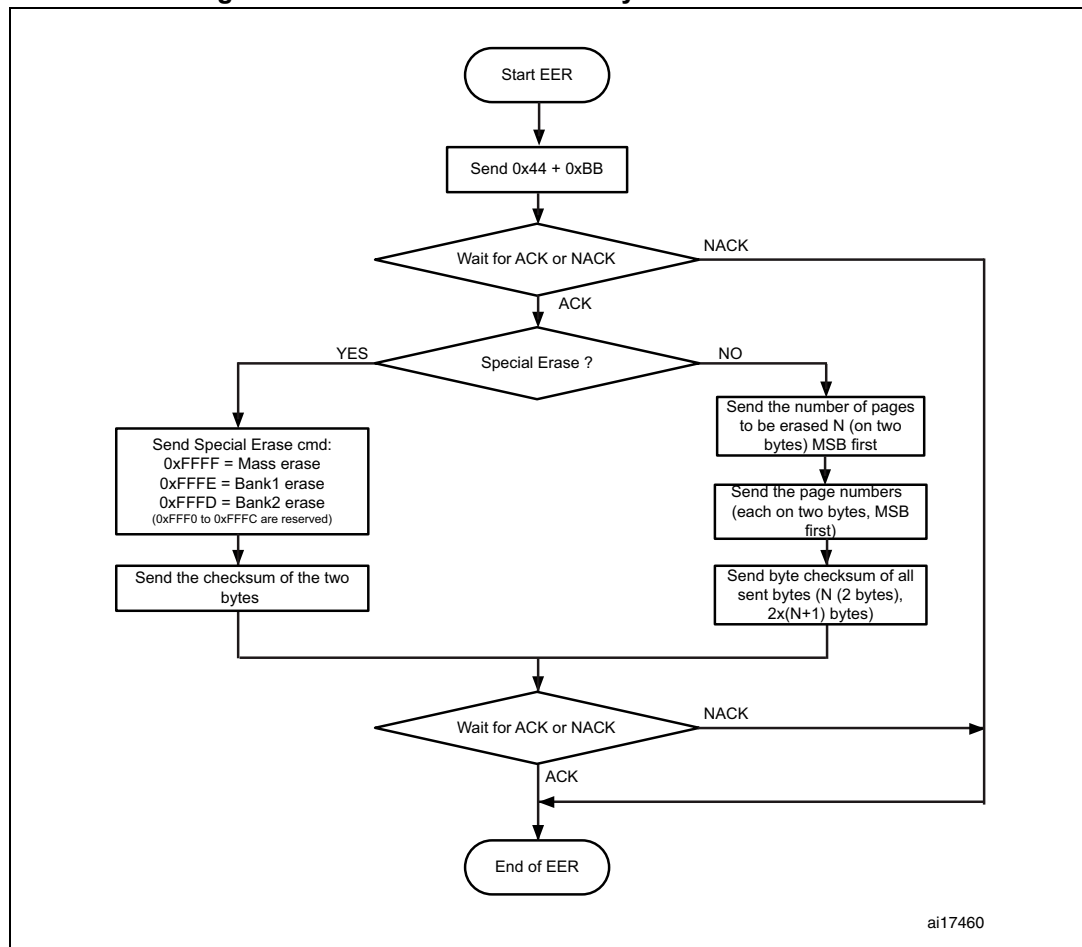 Start EER
Send 0x44 + 0xBB
NACK
Wait for ACK or NACK
ACK
YES
Special Erase ?
NO
Send Special Erase cmd:
0xFFFF = Mass erase
0xFFFE = Bank1 erase
0xFFFD = Bank2 erase
(0xFFF0 to 0xFFFC are reserved)
Send the checksum of the two
bytes
Send the number of pages
to be erased N (on two
bytes) MSB first
Send the page numbers
(each on two bytes, MSB
first)
Send byte checksum of all
sent bytes (N (2 bytes),
2x(N+1) bytes)
Wait for ACK or NACK
NACK
ACK
End of EER
ai17460